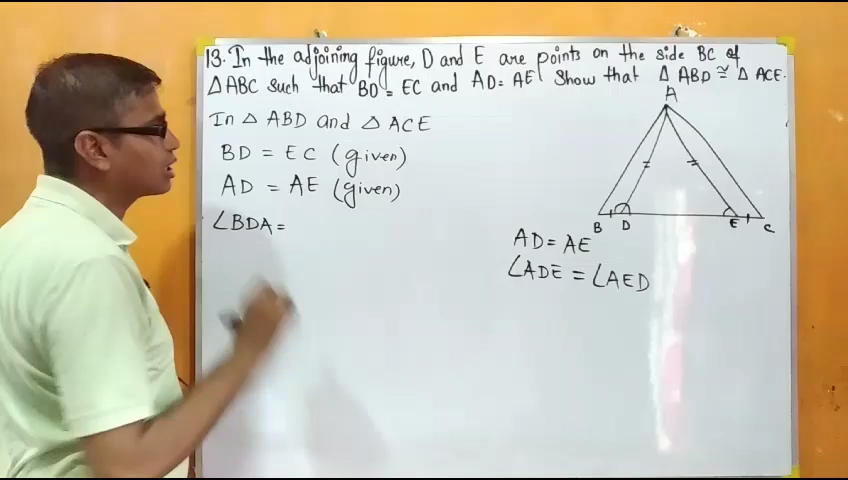 13. In the adjoining figure, D and E are points on the side BC of
△ ABC such that BD = EC and AD = AE Show that △ ABD ≅ △ ACE.
In △ ABD and △ ACE
BD = EC (given)
AD = AE (given)
∠BDA =
A
B D E C
AD = AE
∠ADE = ∠AED